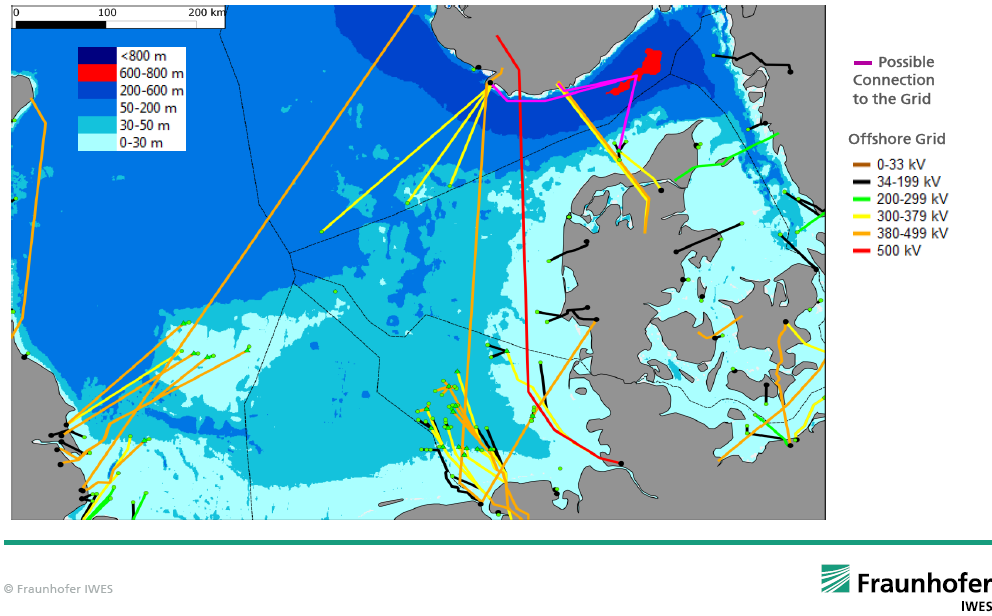 0 100 200 km
<800 m
600-800 m
200-600 m
50-200 m
30-50 m
0-30 m
Possible
Connection
to the Grid
Offshore Grid
0-33 kV
34-199 kV
200-299 kV
300-379 kV
380-499 kV
500 kV
© Fraunhofer IWES
Fraunhofer
IWES